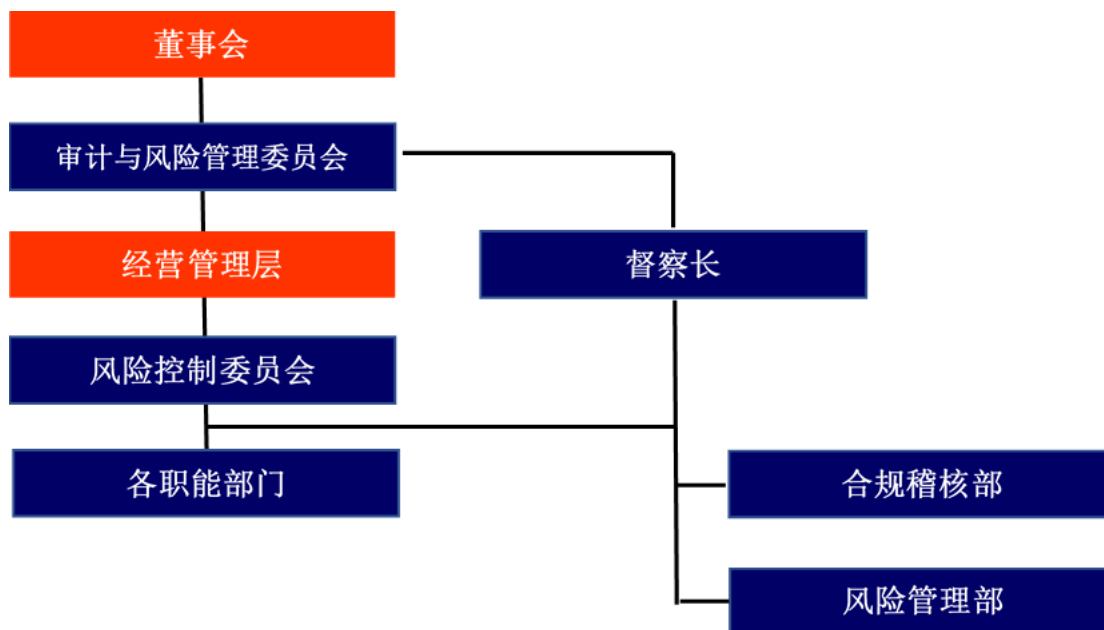 董事会
审计与风险管理委员会
经营管理层
督察长
风险控制委员会
各职能部门
合规稽核部
风险管理部